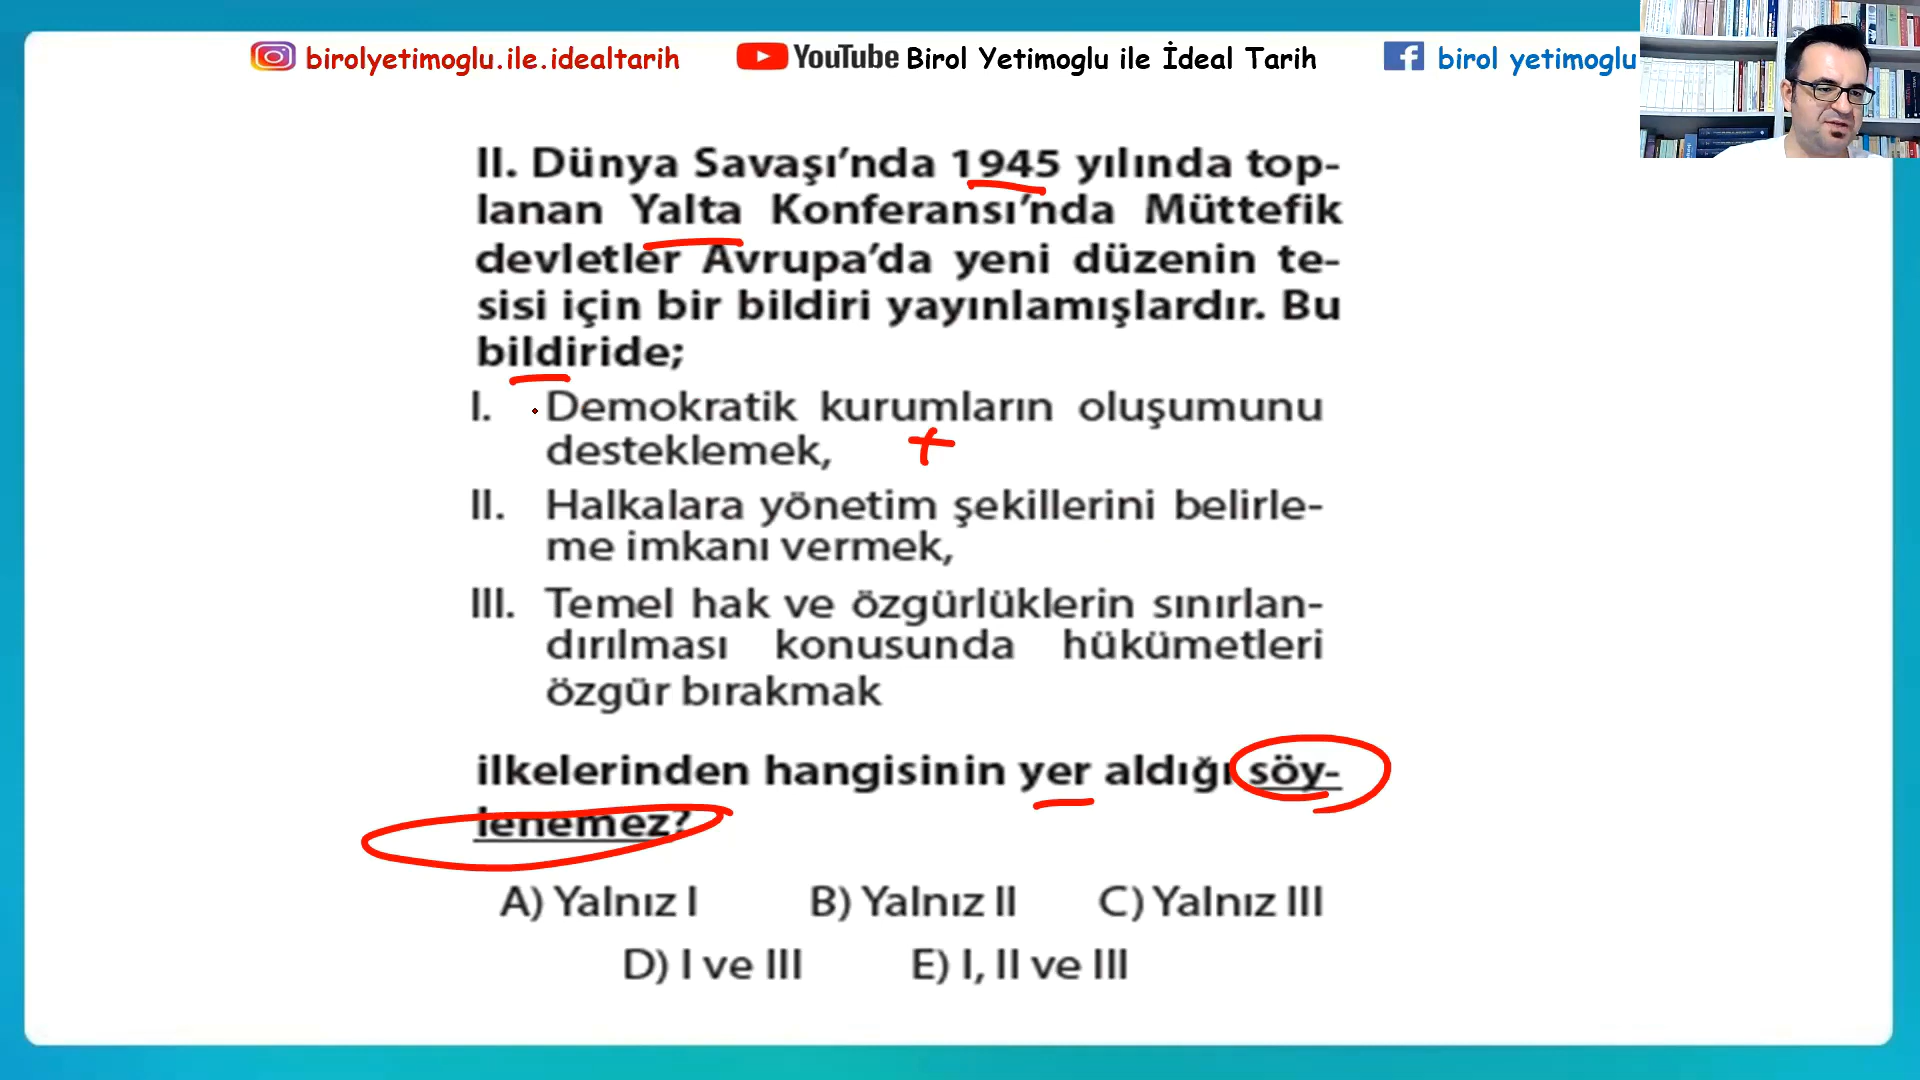 birolyetimoglu.ile.idealtarih YouTube Birol Yetimoglu ile İdeal Tarih birol yetimoglu
II. Dünya Savaşı’nda 1945 yılında top-
lanan Yalta Konferansı’nda Müttefik
devletler Avrupa’da yeni düzenin te-
sisi için bir bildiri yayınlamışlardır. Bu
bildiride;
I. Demokratik kurumların oluşumunu
desteklemek,
II. Halkalara yönetim şekillerini belirle-
me imkanı vermek,
III. Temel hak ve özgürlüklerin sınırlan-
dırılması konusunda hükümetleri
özgür bırakmak
ilkelerinden hangisinin yer aldığı söy-
lenemez?
A) Yalnız I B) Yalnız II C) Yalnız III
D) I ve III E) I, II ve III